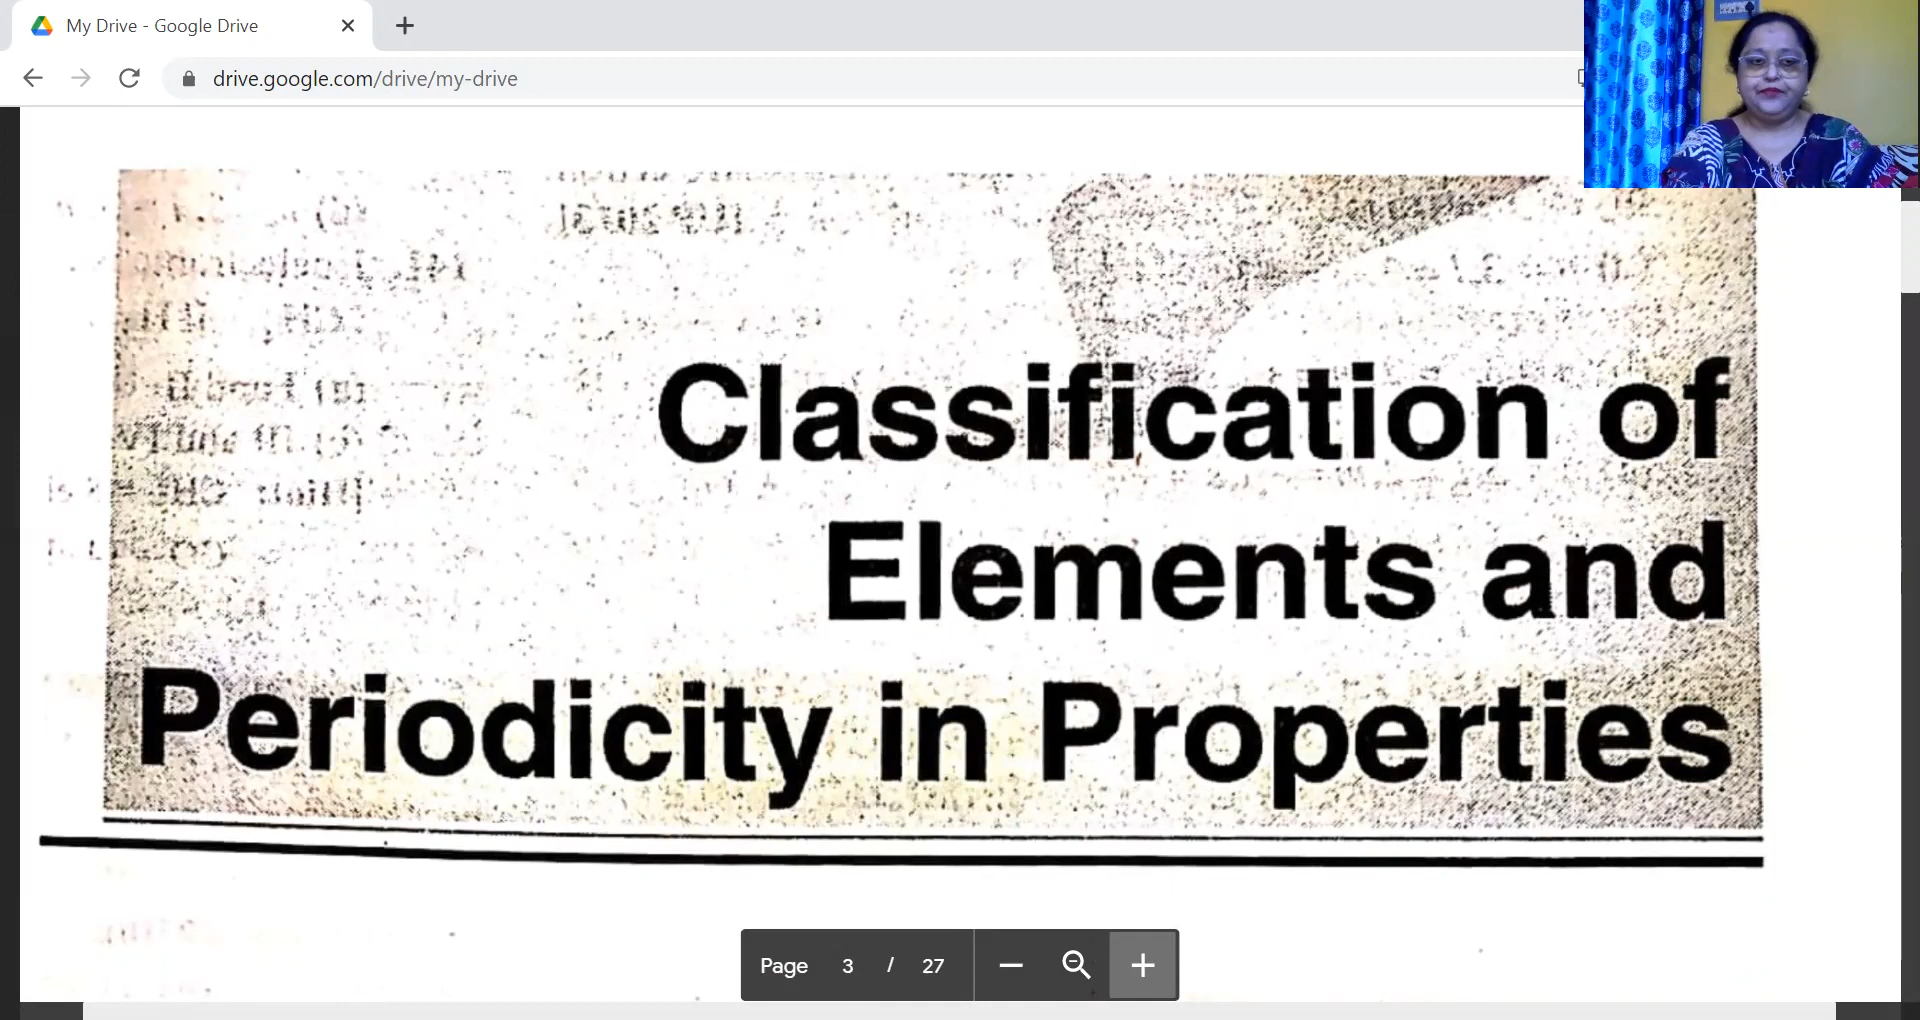 My Drive - Google Drive
drive.google.com/drive/my-drive
Classification of
Elements and
Periodicity in Properties
Page 3 / 27